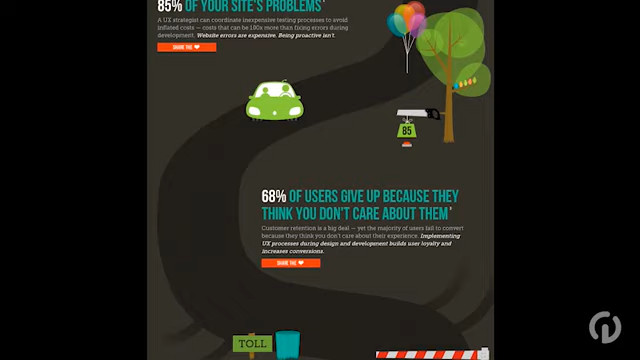 85% OF YOUR SITE'S PROBLEMS'
A UX strategist can coordinate inexpensive testing processes to avoid
inflated costs — costs that can be 100x more than fixing errors during
development. Website errors are expensive. Being proactive isn't.
SHARE THE
85
68% OF USERS GIVE UP BECAUSE THEY
THINK YOU DON'T CARE ABOUT THEM'
Customer retention is a big deal — yet the majority of users fail to convert
because they think you don't care about their experience. Implementing
UX processes during design and development builds user loyalty and
increases conversions.
SHARE THE
TOLL